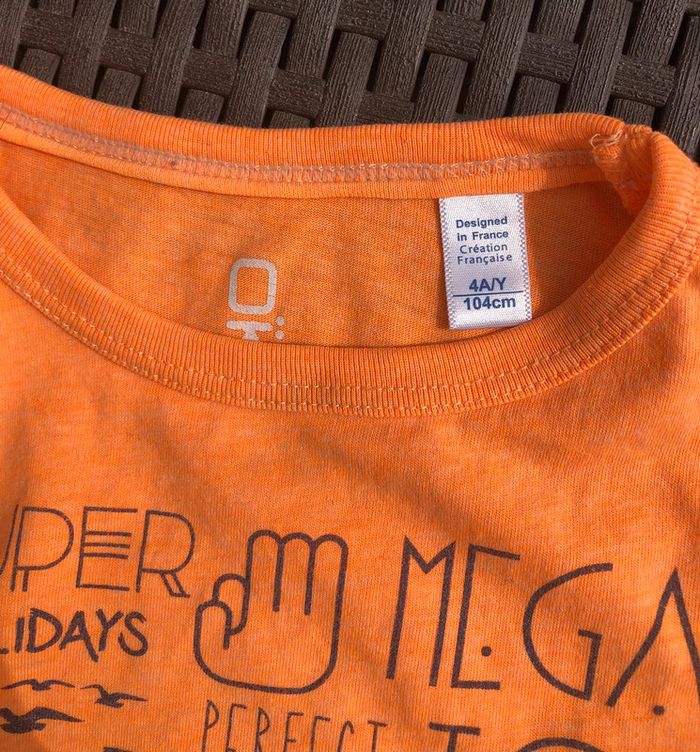 Designed
in France
Création
Française
4A/Y
104cm
UPER
LIDAYS
MEGA
PERFECT